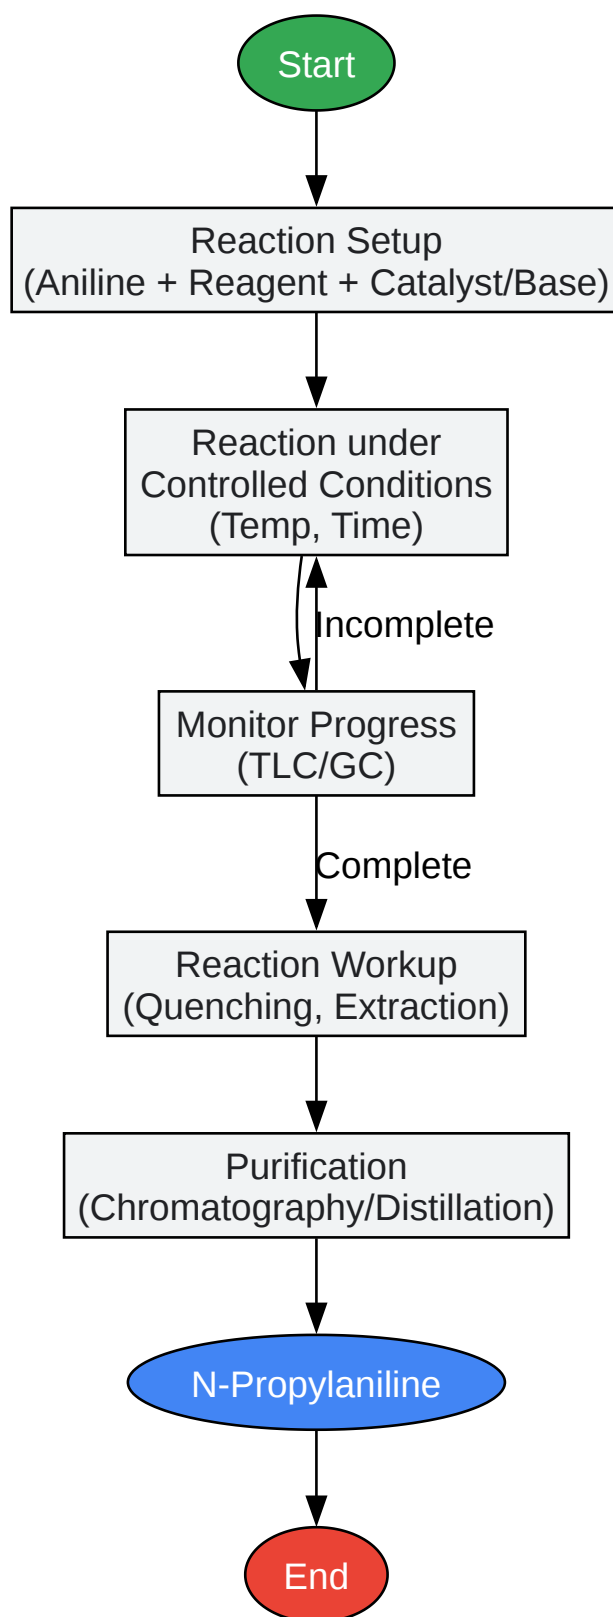 Start
Reaction Setup
(Aniline + Reagent + Catalyst/Base)
Reaction under
Controlled Conditions
(Temp, Time)
Incomplete
Monitor Progress
(TLC/GC)
Complete
Reaction Workup
(Quenching, Extraction)
Purification
(Chromatography/Distillation)
N-Propylaniline
End